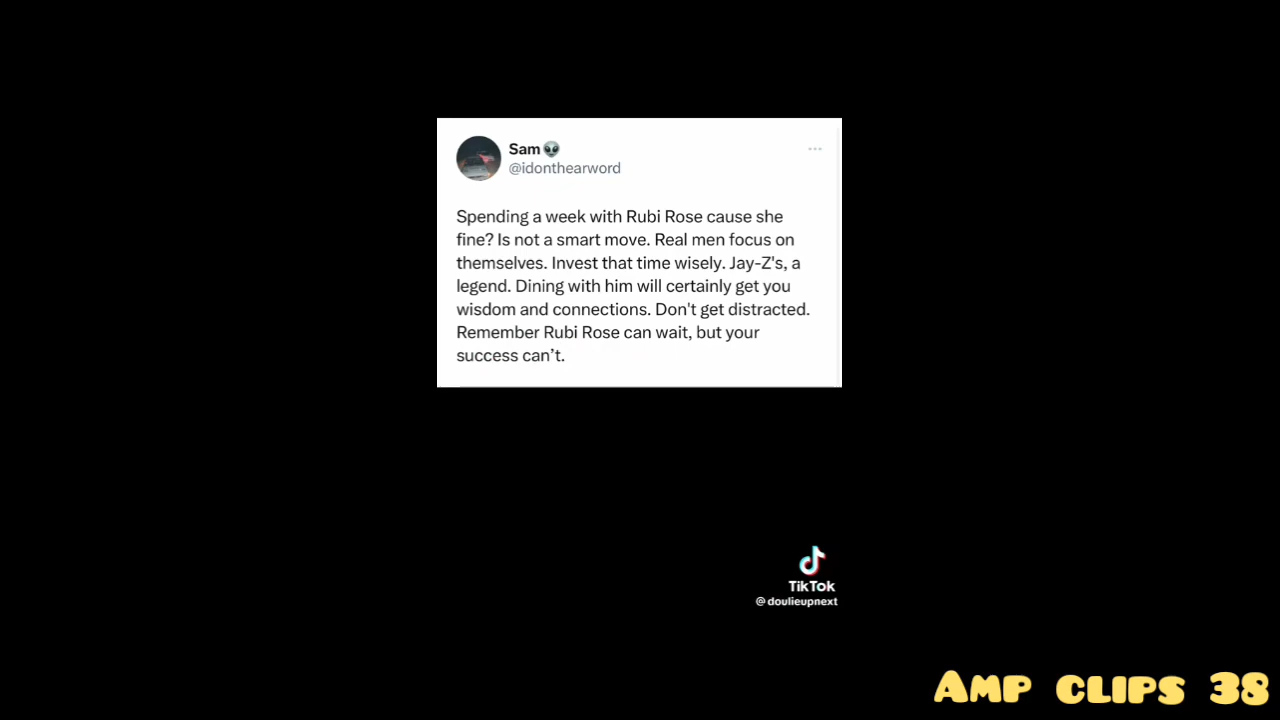 Sam👽
@idonthearword
Spending a week with Rubi Rose cause she
fine? Is not a smart move. Real men focus on
themselves. Invest that time wisely. Jay-Z's, a
legend. Dining with him will certainly get you
wisdom and connections. Don't get distracted.
Remember Rubi Rose can wait, but your
success can’t.
TikTok
@doulieupnext
AMP CLIPS 38